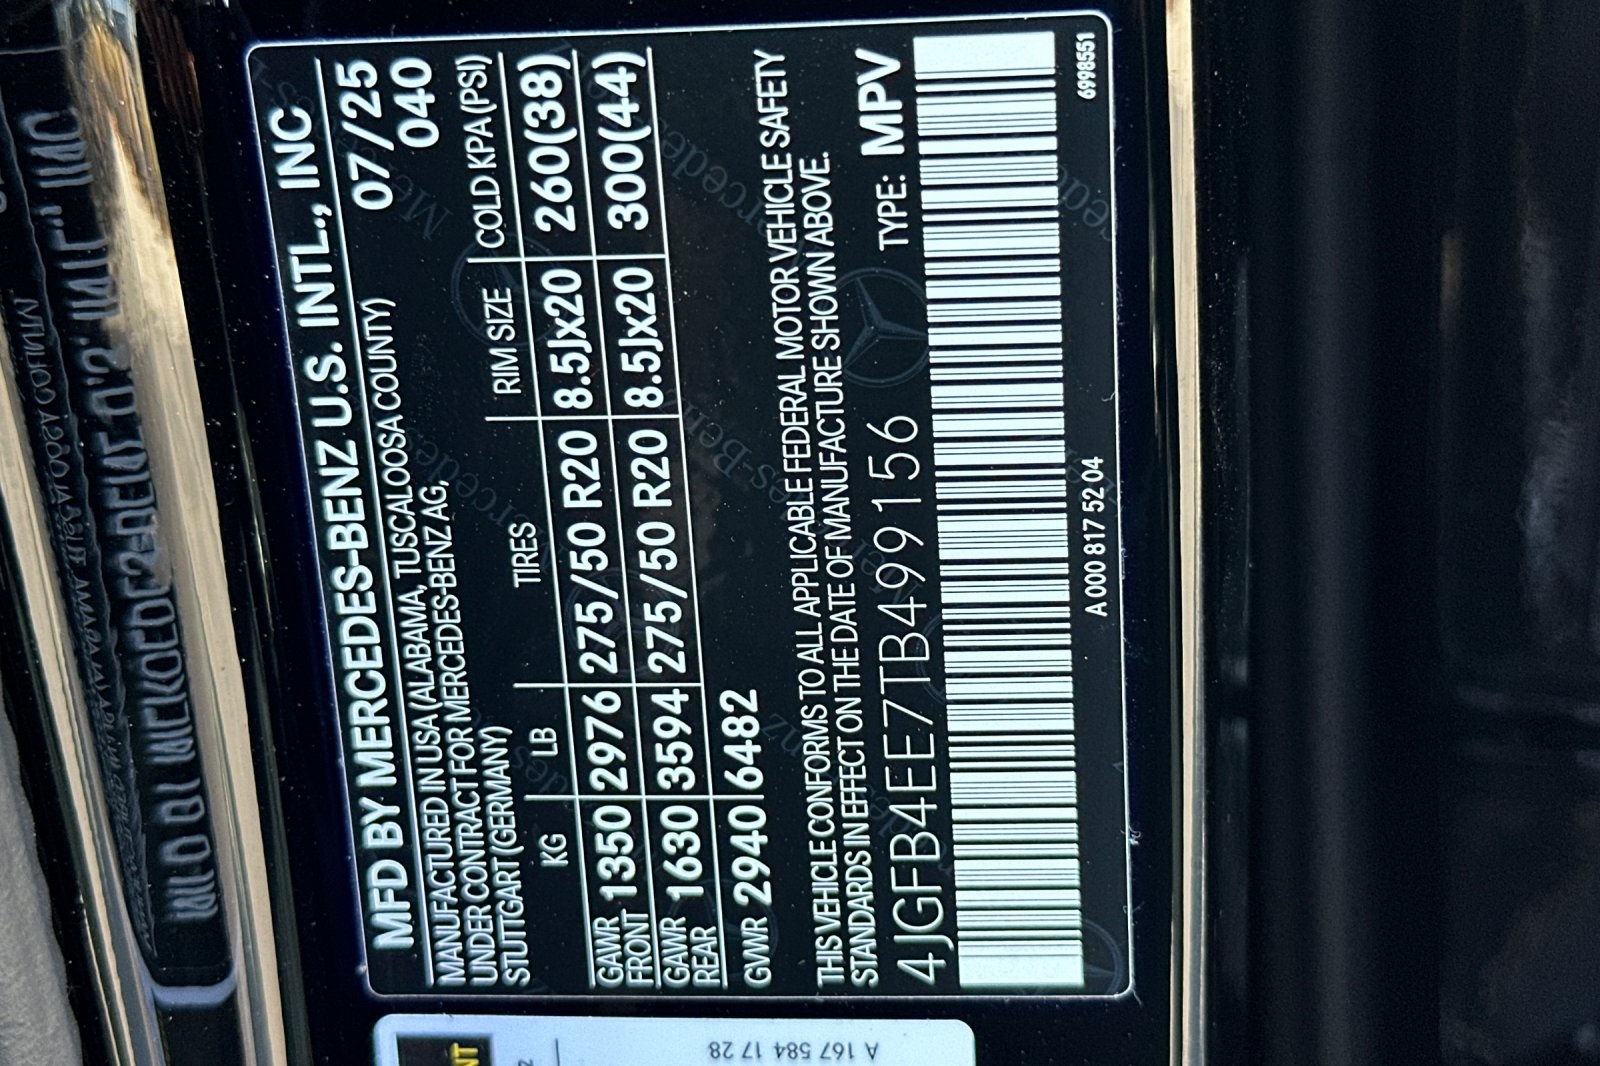 MFD BY MERCEDES-BENZ U.S. INTL., INC
MANUFACTURED IN USA (ALABAMA, TUSCALOOSA COUNTY) 07/25
UNDER CONTRACT FOR MERCEDES-BENZ AG, 040
STUTTGART (GERMANY)
KG LB TIRES RIM SIZE COLD KPA (PSI)
GAWR FRONT 1350 2976 275/50 R20 8.5Jx20 260(38)
GAWR REAR 1630 3594 275/50 R20 8.5Jx20 300(44)
GVWR 2940 6482
THIS VEHICLE CONFORMS TO ALL APPLICABLE FEDERAL MOTOR VEHICLE SAFETY
STANDARDS IN EFFECT ON THE DATE OF MANUFACTURE SHOWN ABOVE.
4JGFB4EE7TB499156 TYPE: MPV
A 000 817 52 04
6998551
A 167 584 17 28